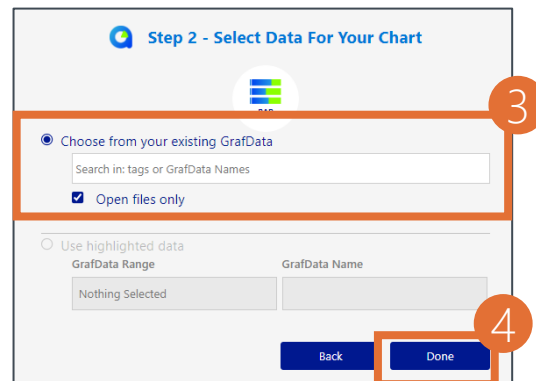 Step 2 - Select Data For Your Chart
3
Choose from your existing GrafData
Search in: tags or GrafData Names
Open files only
Use highlighted data
GrafData Range GrafData Name
Nothing Selected
4
Back Done